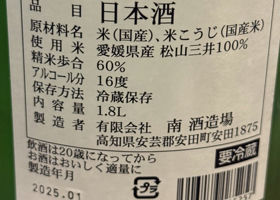 品目 日本酒
原材料名 米(国産)、米こうじ(国産米)
使用米 愛媛県産 松山三井100%
精米歩合 60%
アルコール分 16度
保存方法 冷蔵保存
内容量 1.8L
製造者 有限会社 南 酒造場
高知県安芸郡安田町安田1875
飲酒は20歳になってから
お酒はおいしく適量に
要冷蔵
製造年月
2025.01